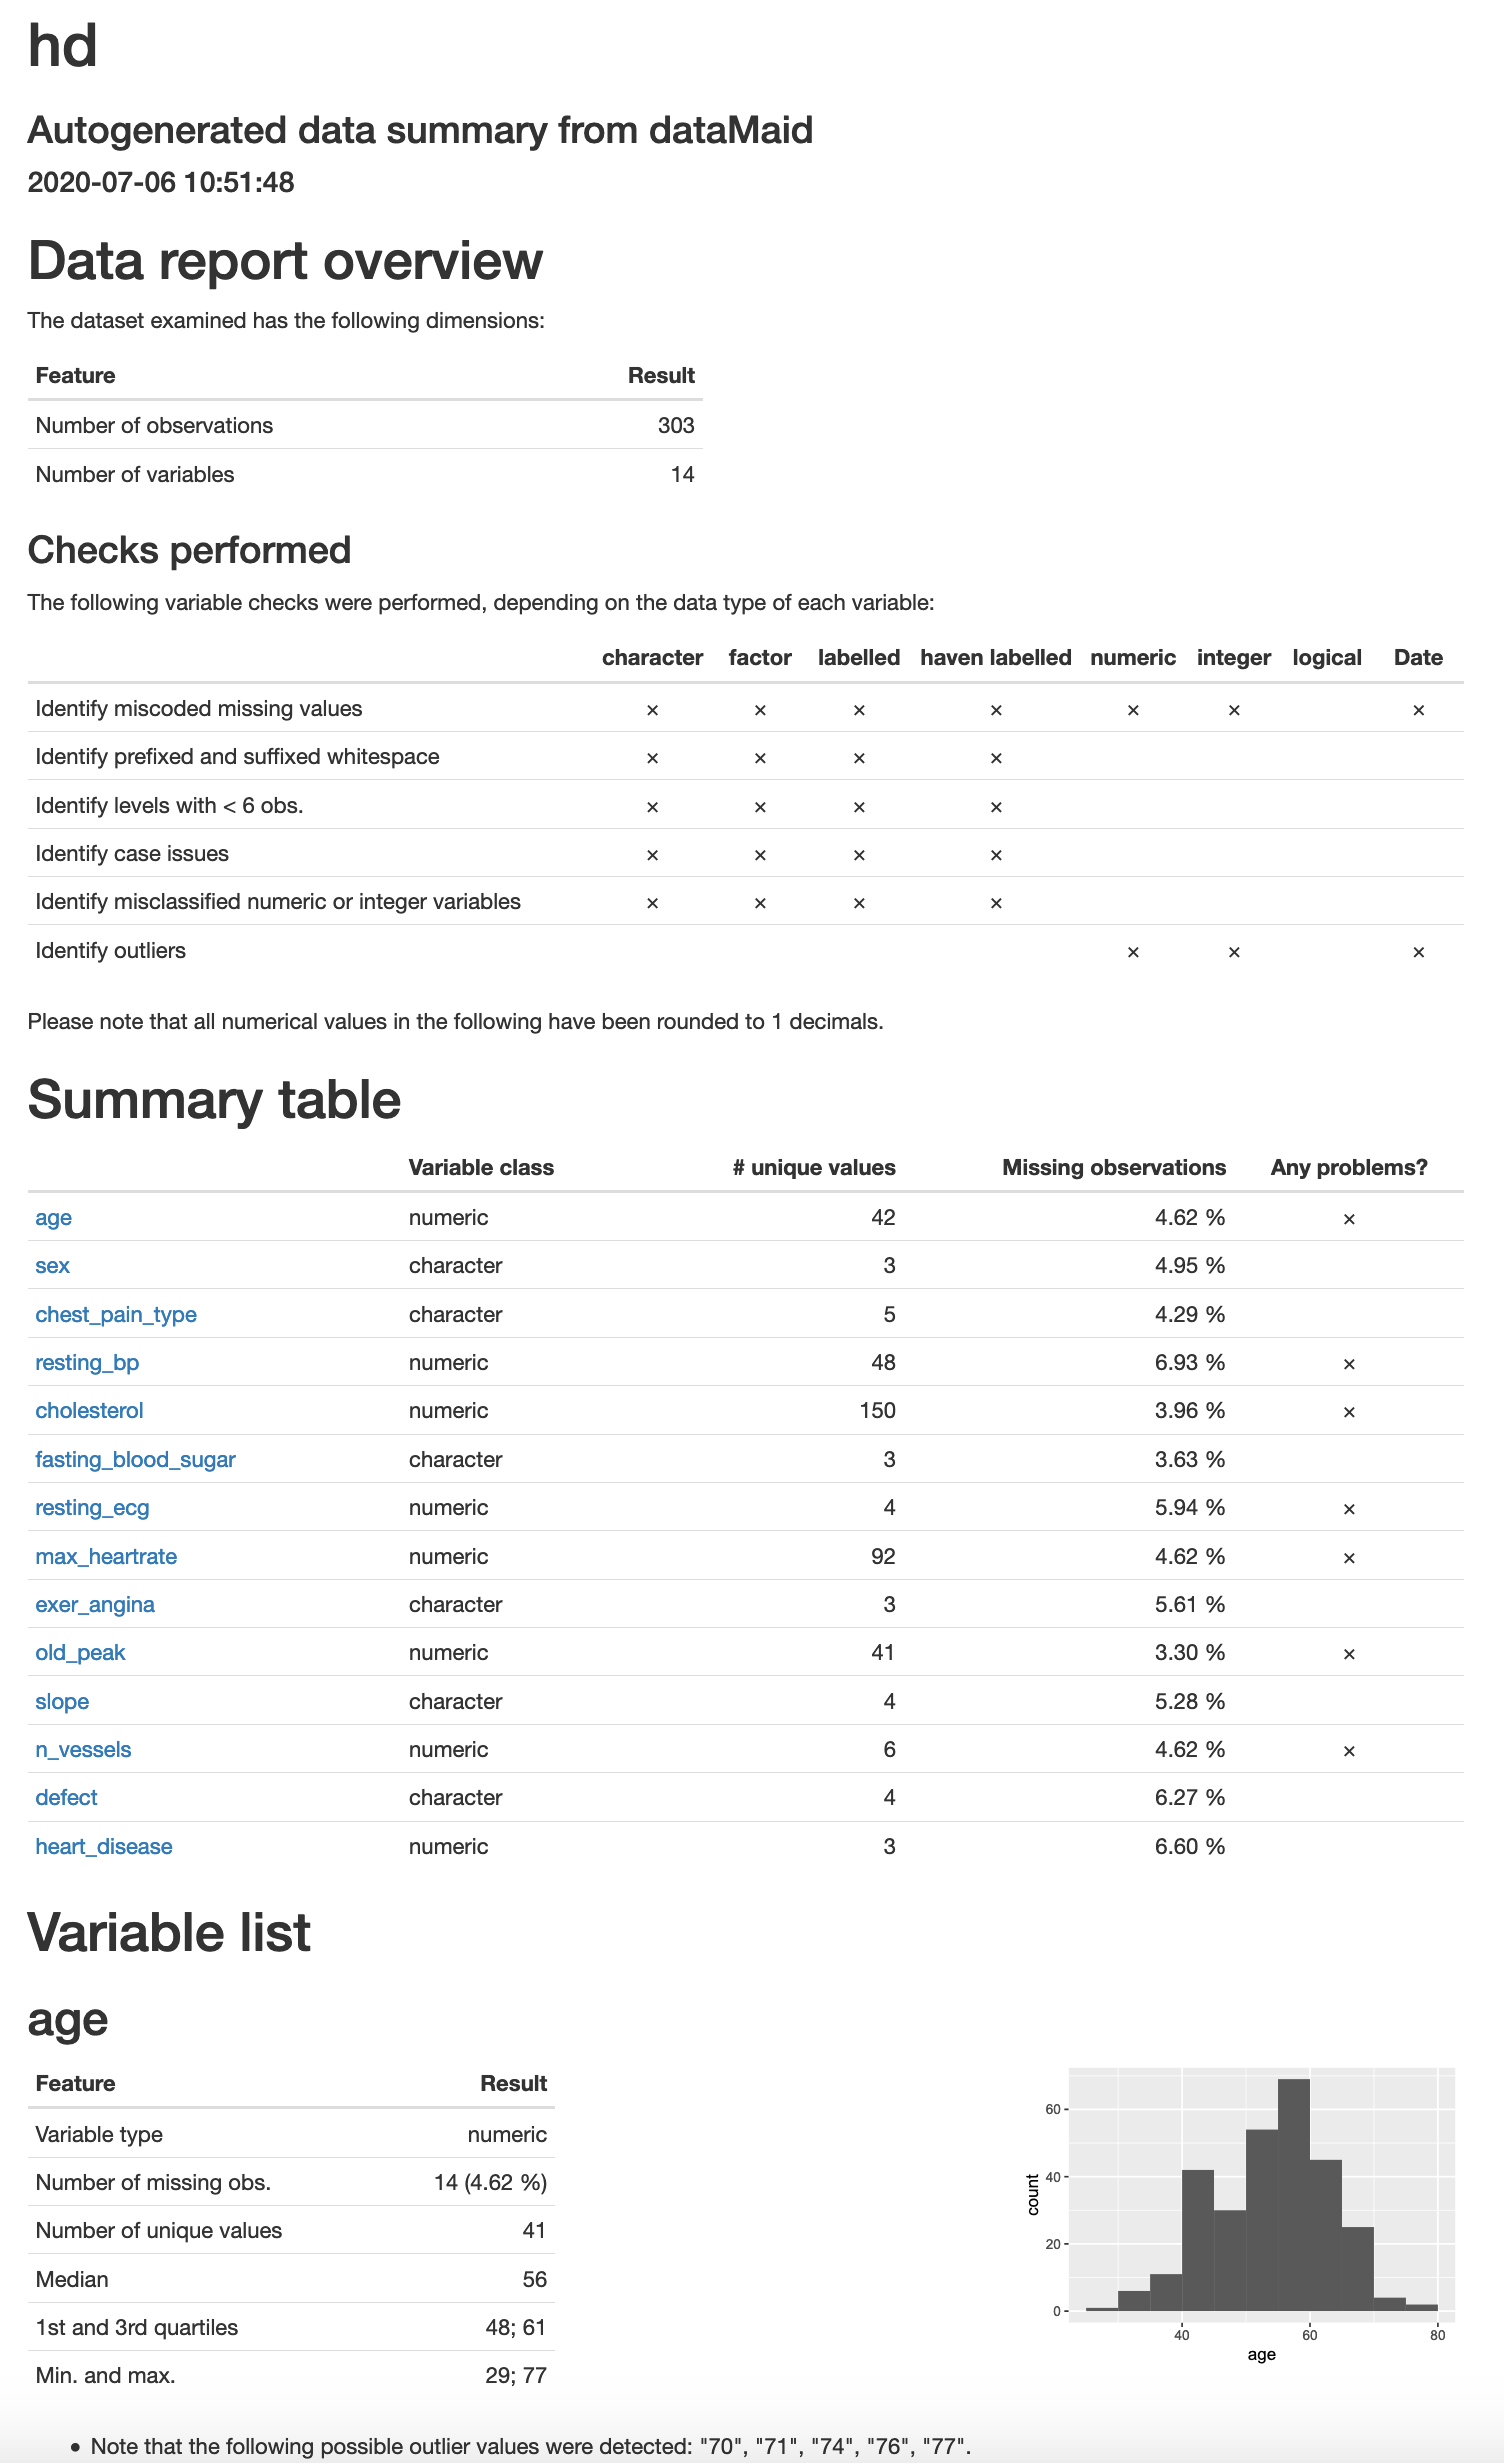 hd
Autogenerated data summary from dataMaid
2020-07-06 10:51:48
Data report overview
The dataset examined has the following dimensions:
Feature Result
Number of observations 303
Number of variables 14
Checks performed
The following variable checks were performed, depending on the data type of each variable:
character factor labelled haven labelled numeric integer logical Date
Identify miscoded missing values × × × × × × ×
Identify prefixed and suffixed whitespace × × × ×
Identify levels with < 6 obs. × × × ×
Identify case issues × × × ×
Identify misclassified numeric or integer variables × × × ×
Identify outliers × × ×
Please note that all numerical values in the following have been rounded to 1 decimals.
Summary table
Variable class # unique values Missing observations Any problems?
age numeric 42 4.62 % ×
sex character 3 4.95 %
chest_pain_type character 5 4.29 %
resting_bp numeric 48 6.93 % ×
cholesterol numeric 150 3.96 % ×
fasting_blood_sugar character 3 3.63 %
resting_ecg numeric 4 5.94 % ×
max_heartrate numeric 92 4.62 % ×
exer_angina character 3 5.61 %
old_peak numeric 41 3.30 % ×
slope character 4 5.28 %
n_vessels numeric 6 4.62 % ×
defect character 4 6.27 %
heart_disease numeric 3 6.60 %
Variable list
age
Feature Result
Variable type numeric
Number of missing obs. 14 (4.62 %)
Number of unique values 41
Median 56
1st and 3rd quartiles 48; 61
Min. and max. 29; 77
60
40
20
0
count
40 60 80
age
• Note that the following possible outlier values were detected: "70", "71", "74", "76", "77".